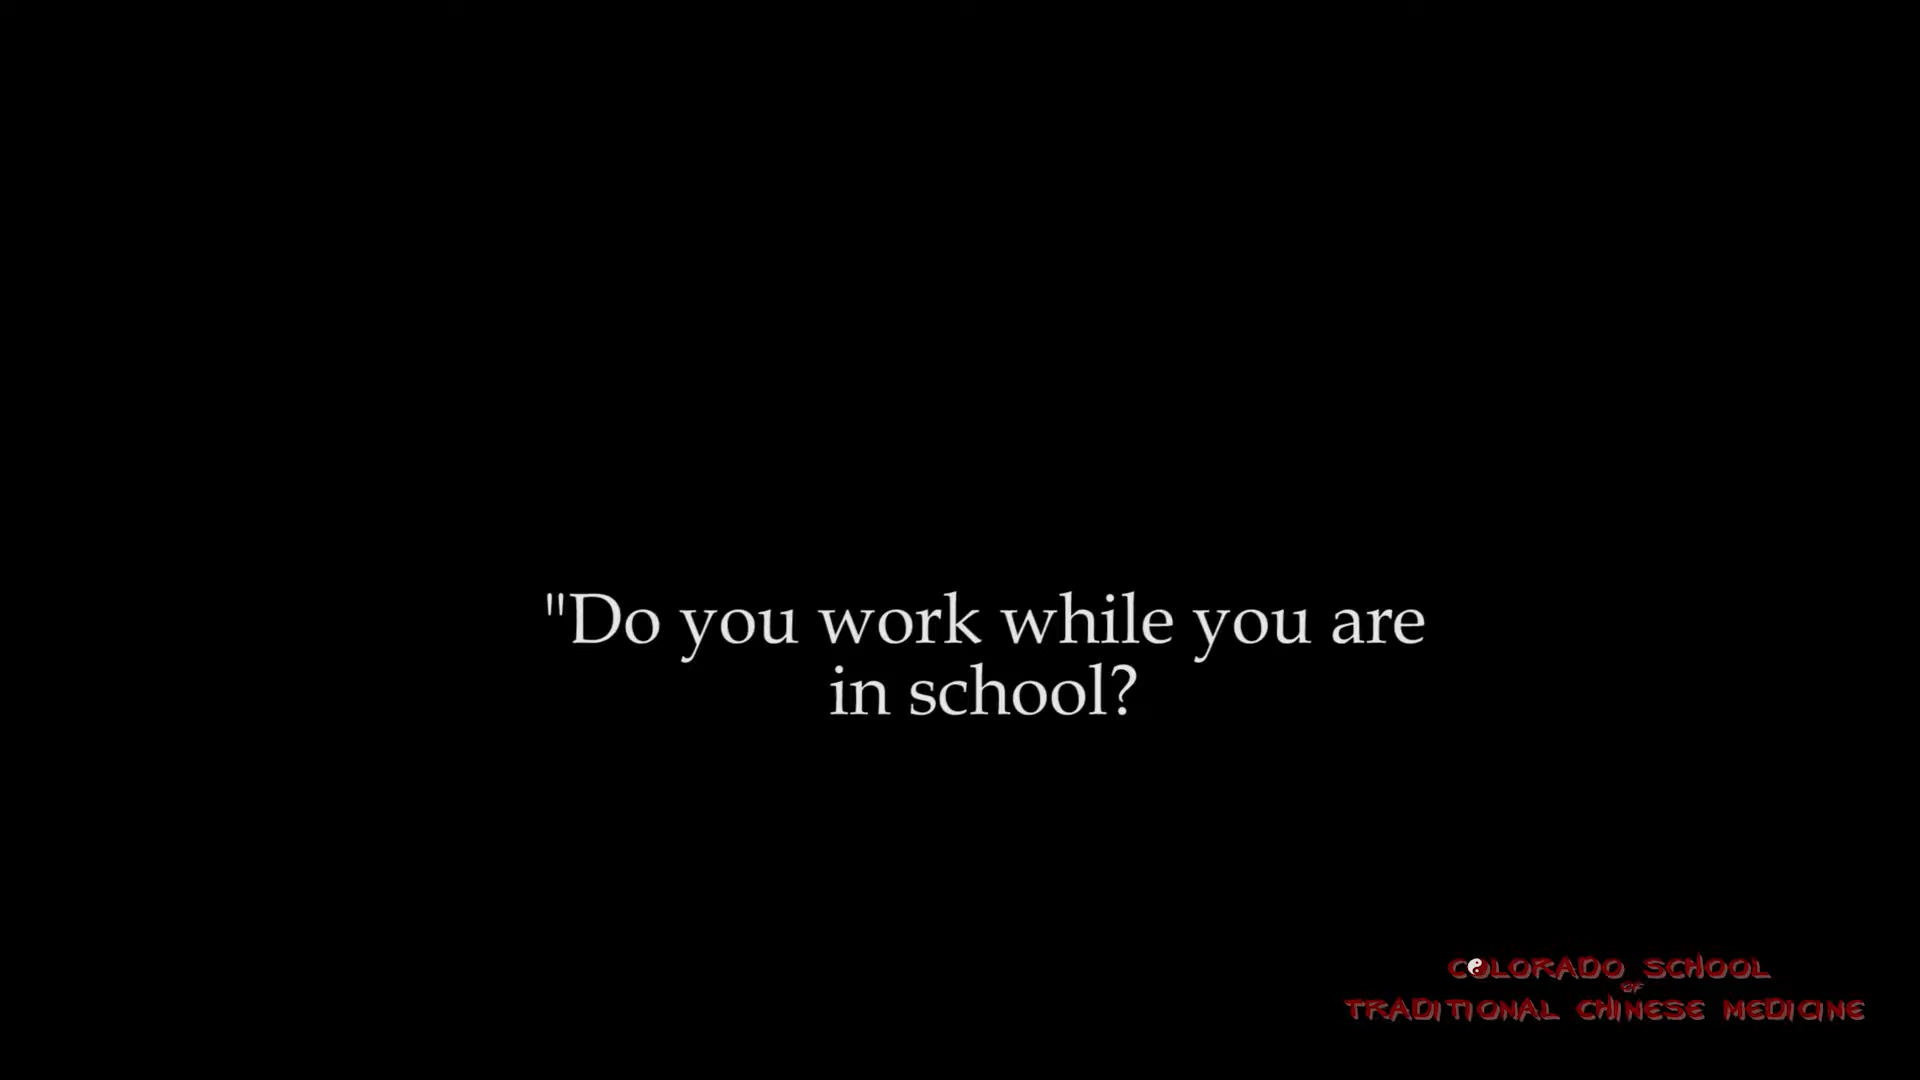 "Do you work while you are
in school?
COLORADO SCHOOL
OF
TRADITIONAL CHINESE MEDICINE